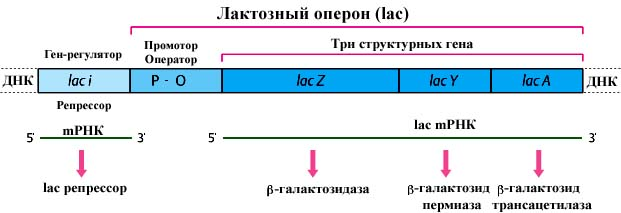 Лактозный оперон (lac)
Ген-регулятор
Промотор
Оператор
Три структурных гена
ДНК lac i P - O lac Z lac Y lac A ДНК
Репрессор
5' mРНК 3' 5' lac mРНК 3'
lac репрессор
β-галактозидаза
β-галактозид
пермиаза
β-галактозид
трансацетилаза